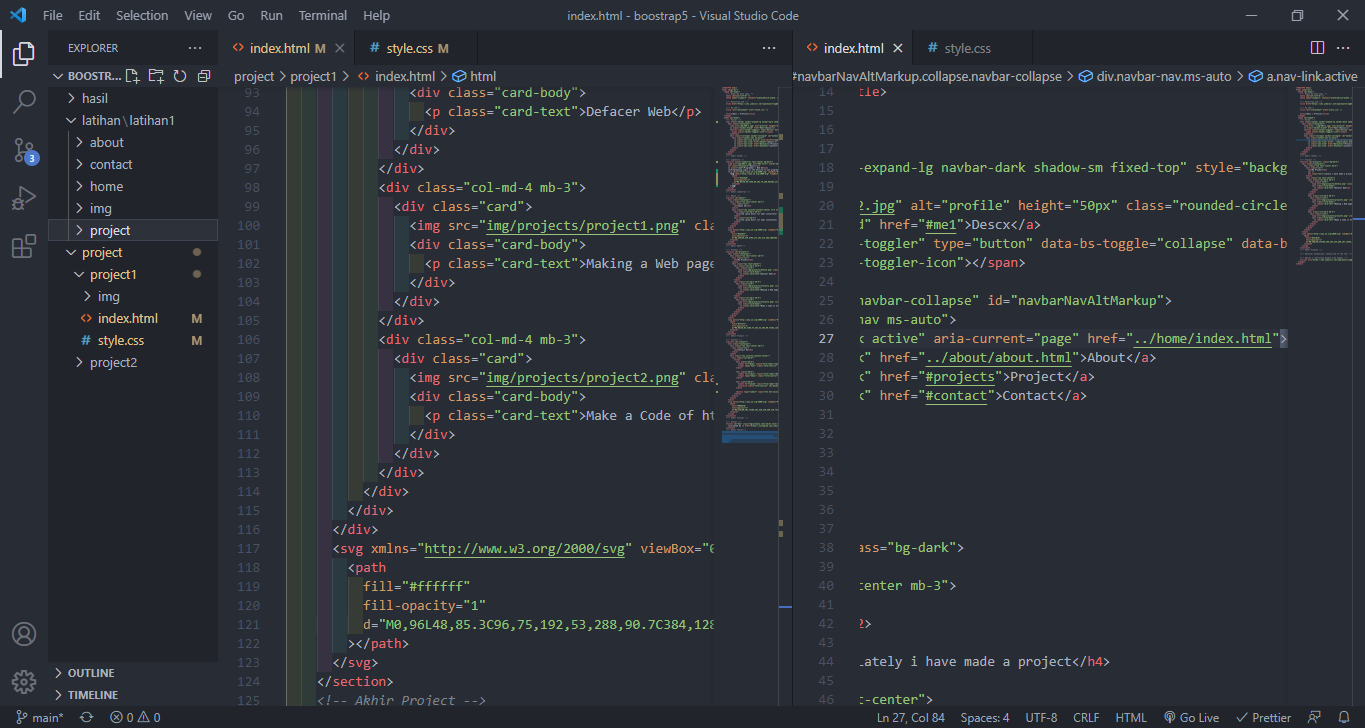 File Edit Selection View Go Run Terminal Help index.html - boostrap5 - Visual Studio Code
EXPLORER ...
BOOSTR...
hasil
latihan \ latihan1
about
contact
home
img
project
project
project1
img
index.html M
style.css M
project2
OUTLINE
TIMELINE
3
index.html M
style.css M
...
project > project1 > index.html > html
93 <div class="card-body">
94 <p class="card-text">Defacer Web</p>
95 </div>
96 </div>
97 </div>
98 <div class="col-md-4 mb-3">
99 <div class="card">
100 <img src="img/projects/project1.png" cla
101 <div class="card-body">
102 <p class="card-text">Making a Web page
103 </div>
104 </div>
105 </div>
106 <div class="col-md-4 mb-3">
107 <div class="card">
108 <img src="img/projects/project2.png" cla
109 <div class="card-body">
110 <p class="card-text">Make a Code of ht
111 </div>
112 </div>
113 </div>
114 </div>
115 </div>
116 </div>
117 <svg xmlns="http://www.w3.org/2000/svg" viewBox="0
118 <path
119 fill="#ffffff"
120 fill-opacity="1"
121 d="M0,96L48,85.3C96,75,192,53,288,90.7C384,128
122 ></path>
123 </svg>
124 </section>
125 <!-- Akhir Project -->
index.html
style.css
...
#navbarNavAltMarkup.collapse.navbar-collapse > div.navbar-nav.ms-auto > a.nav-link.active
14 tle>
15
16
17
18 -expand-lg navbar-dark shadow-sm fixed-top" style="backg
19
20 2.jpg" alt="profile" height="50px" class="rounded-circle
21 d" href="#me1">Descx</a>
22 -toggler" type="button" data-bs-toggle="collapse" data-b
23 -toggler-icon"></span>
24
25 navbar-collapse" id="navbarNavAltMarkup">
26 nav ms-auto">
27 k active" aria-current="page" href="../home/index.html">
28 k" href="../about/about.html">About</a>
29 k" href="#projects">Project</a>
30 k" href="#contact">Contact</a>
31
32
33
34
35
36
37
38 ass="bg-dark">
39
40 center mb-3">
41
42 2>
43
44 lately i have made a project</h4>
45
46 t-center">
main* 0 0 Ln 27, Col 84 Spaces: 4 UTF-8 CRLF HTML Go Live Prettier